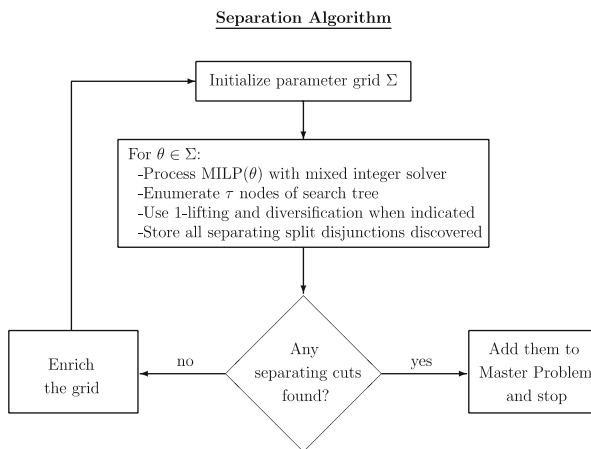 Separation Algorithm
Initialize parameter grid Σ
For θ ∈ Σ:
-Process MILP(θ) with mixed integer solver
-Enumerate τ nodes of search tree
-Use 1-lifting and diversification when indicated
-Store all separating split disjunctions discovered
Any
separating cuts
found?
no
Enrich
the grid
yes
Add them to
Master Problem
and stop